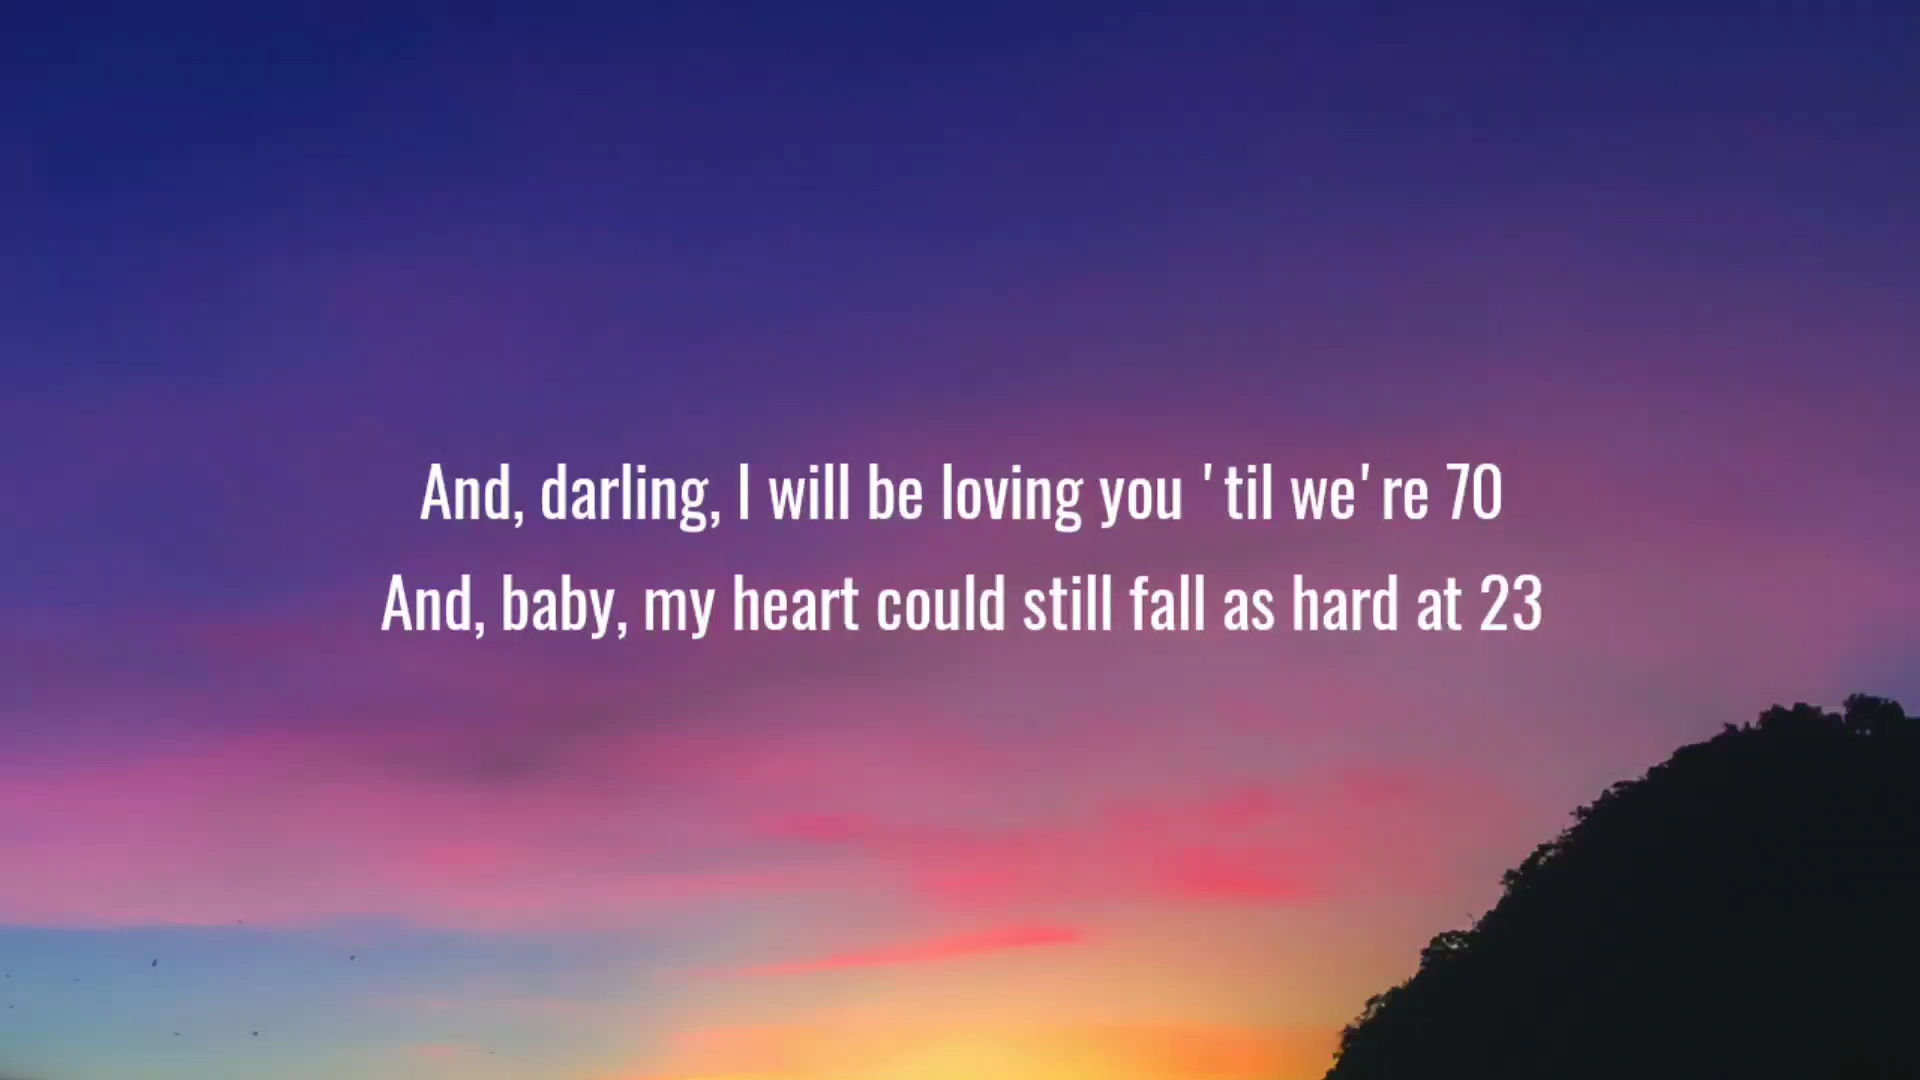 And, darling, I will be loving you 'til we're 70
And, baby, my heart could still fall as hard at 23